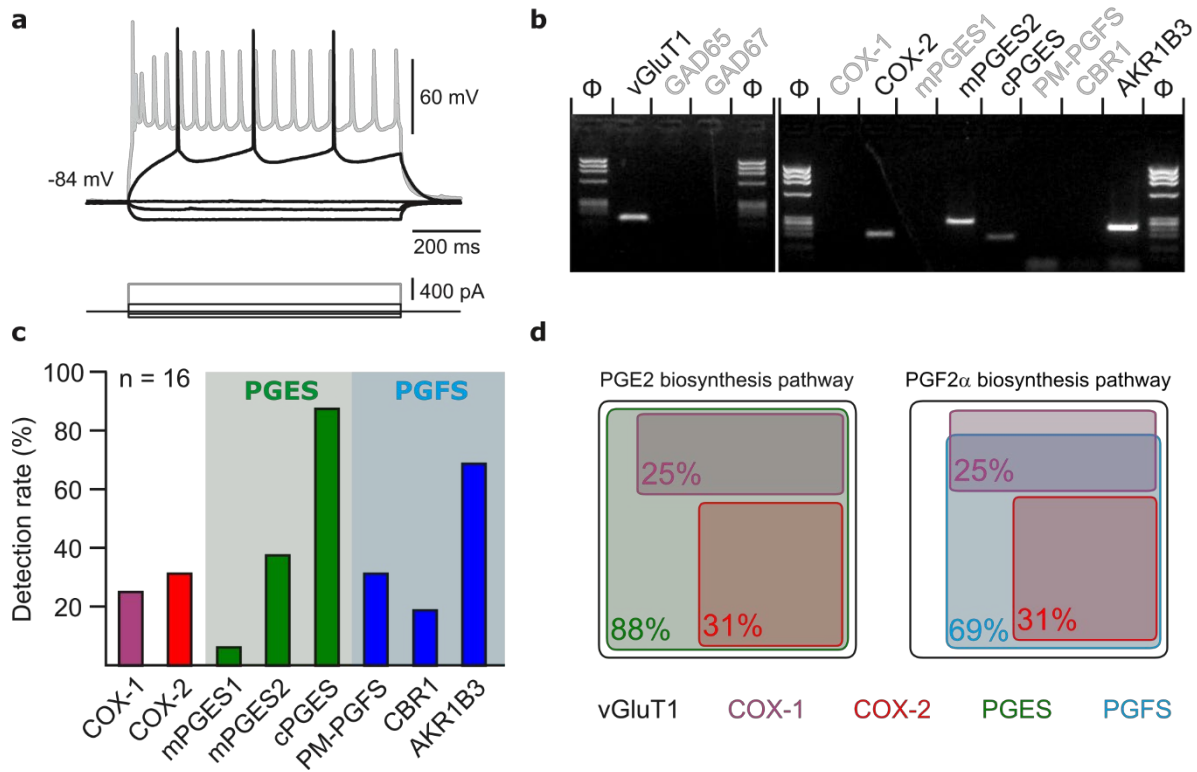 a
60 mV
-84 mV
200 ms
400 pA
b
Φ vGluT1 GAD65 GAD67 Φ
Φ COX-1 COX-2 mPGES1 mPGES2 cPGES PM-PGFS CBR1 AKR1B3 Φ
c
n = 16
PGES PGFS
Detection rate (%)
100
80
60
40
20
COX-1 COX-2 mPGES1 mPGES2 cPGES PM-PGFS CBR1 AKR1B3
d
PGE2 biosynthesis pathway
25%
88% 31%
PGF2α biosynthesis pathway
25%
69% 31%
vGluT1 COX-1 COX-2 PGES PGFS